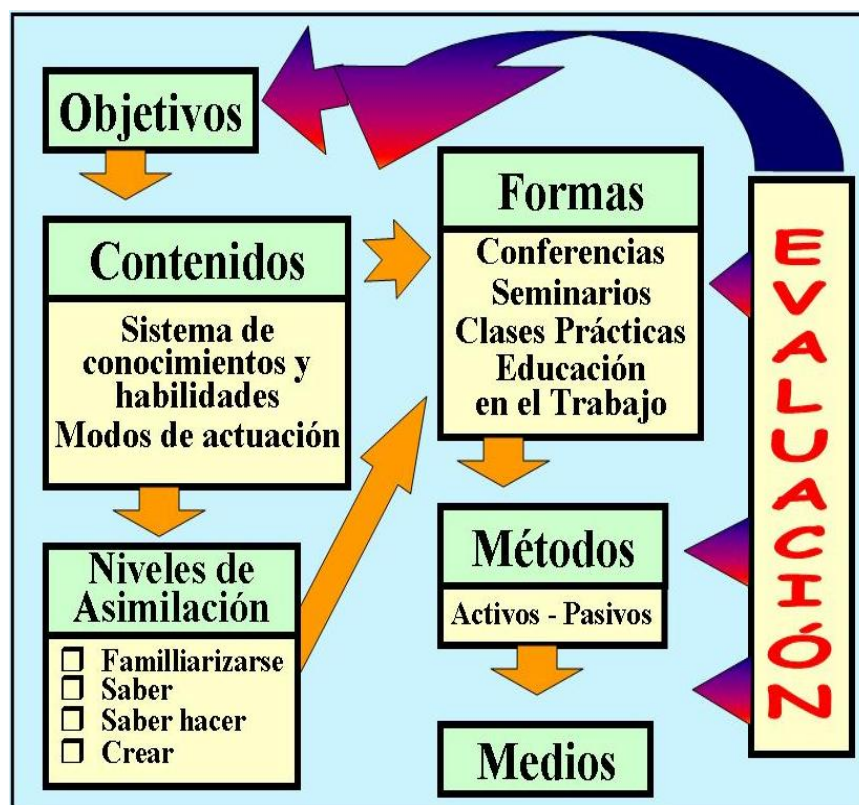 Objetivos
Contenidos
Sistema de
conocimientos y
habilidades
Modos de actuación
Niveles de
Asimilación
Familliarizarse
Saber
Saber hacer
Crear
Formas
Conferencias
Seminarios
Clases Prácticas
Educación
en el Trabajo
Métodos
Activos - Pasivos
Medios
EVALUACIÓN